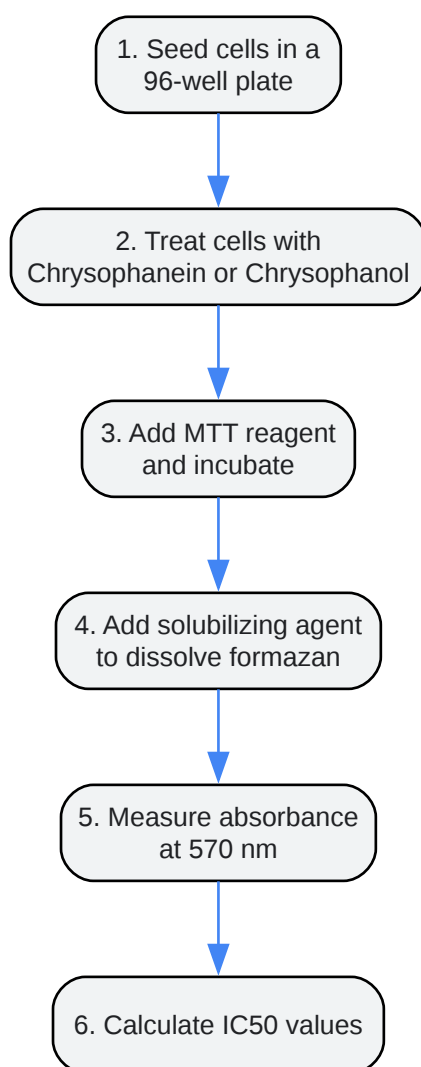 1. Seed cells in a
96-well plate
2. Treat cells with
Chrysophanein or Chrysophanol
3. Add MTT reagent
and incubate
4. Add solubilizing agent
to dissolve formazan
5. Measure absorbance
at 570 nm
6. Calculate IC50 values